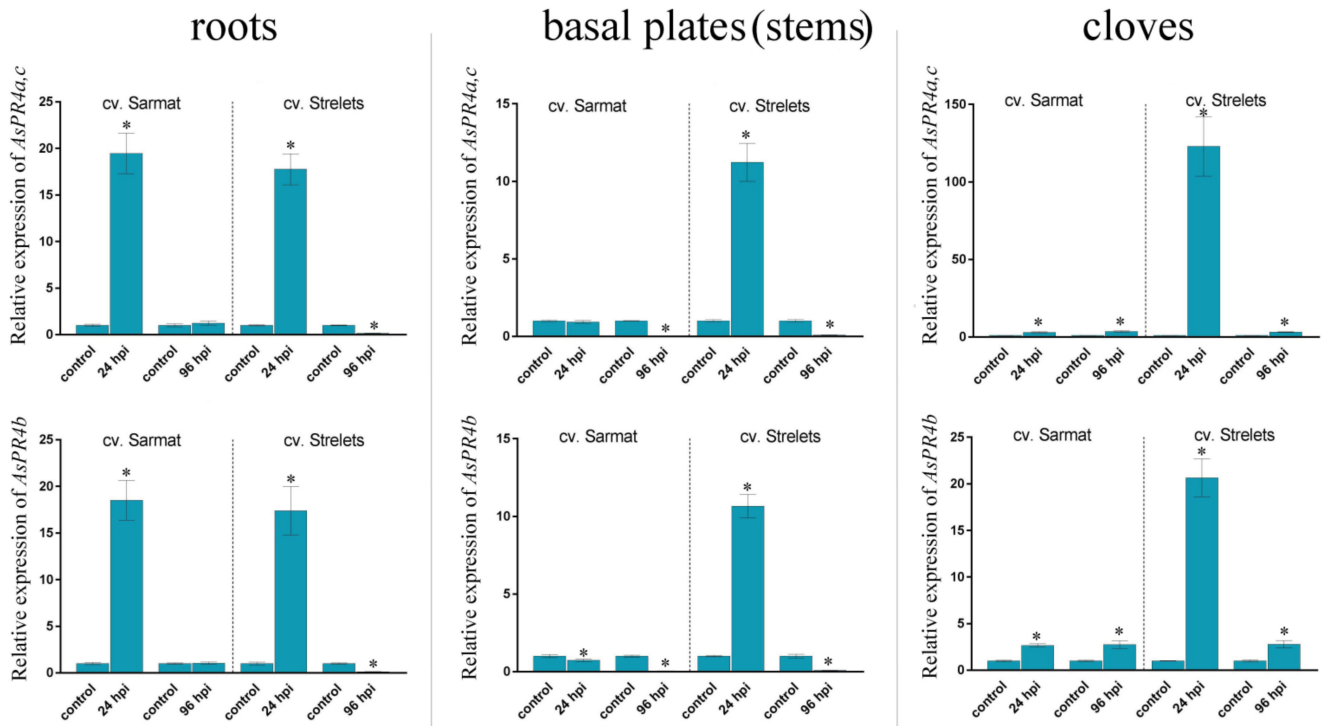 roots
basal plates (stems)
cloves
Relative expression of AsPR4a,c
25
20
15
10
5
0
cv. Sarmat
cv. Strelets
*
*
*
control
24 hpi
control
96 hpi
control
24 hpi
control
96 hpi
Relative expression of AsPR4a,c
15
10
5
0
cv. Sarmat
cv. Strelets
*
*
*
control
24 hpi
control
96 hpi
control
24 hpi
control
96 hpi
Relative expression of AsPR4a,c
150
100
50
0
cv. Sarmat
cv. Strelets
*
*
*
*
control
24 hpi
control
96 hpi
control
24 hpi
control
96 hpi
Relative expression of AsPR4b
25
20
15
10
5
0
cv. Sarmat
cv. Strelets
*
*
*
control
24 hpi
control
96 hpi
control
24 hpi
control
96 hpi
Relative expression of AsPR4b
15
10
5
0
cv. Sarmat
cv. Strelets
*
*
*
*
control
24 hpi
control
96 hpi
control
24 hpi
control
96 hpi
Relative expression of AsPR4b
25
20
15
10
5
0
cv. Sarmat
cv. Strelets
*
*
*
*
control
24 hpi
control
96 hpi
control
24 hpi
control
96 hpi